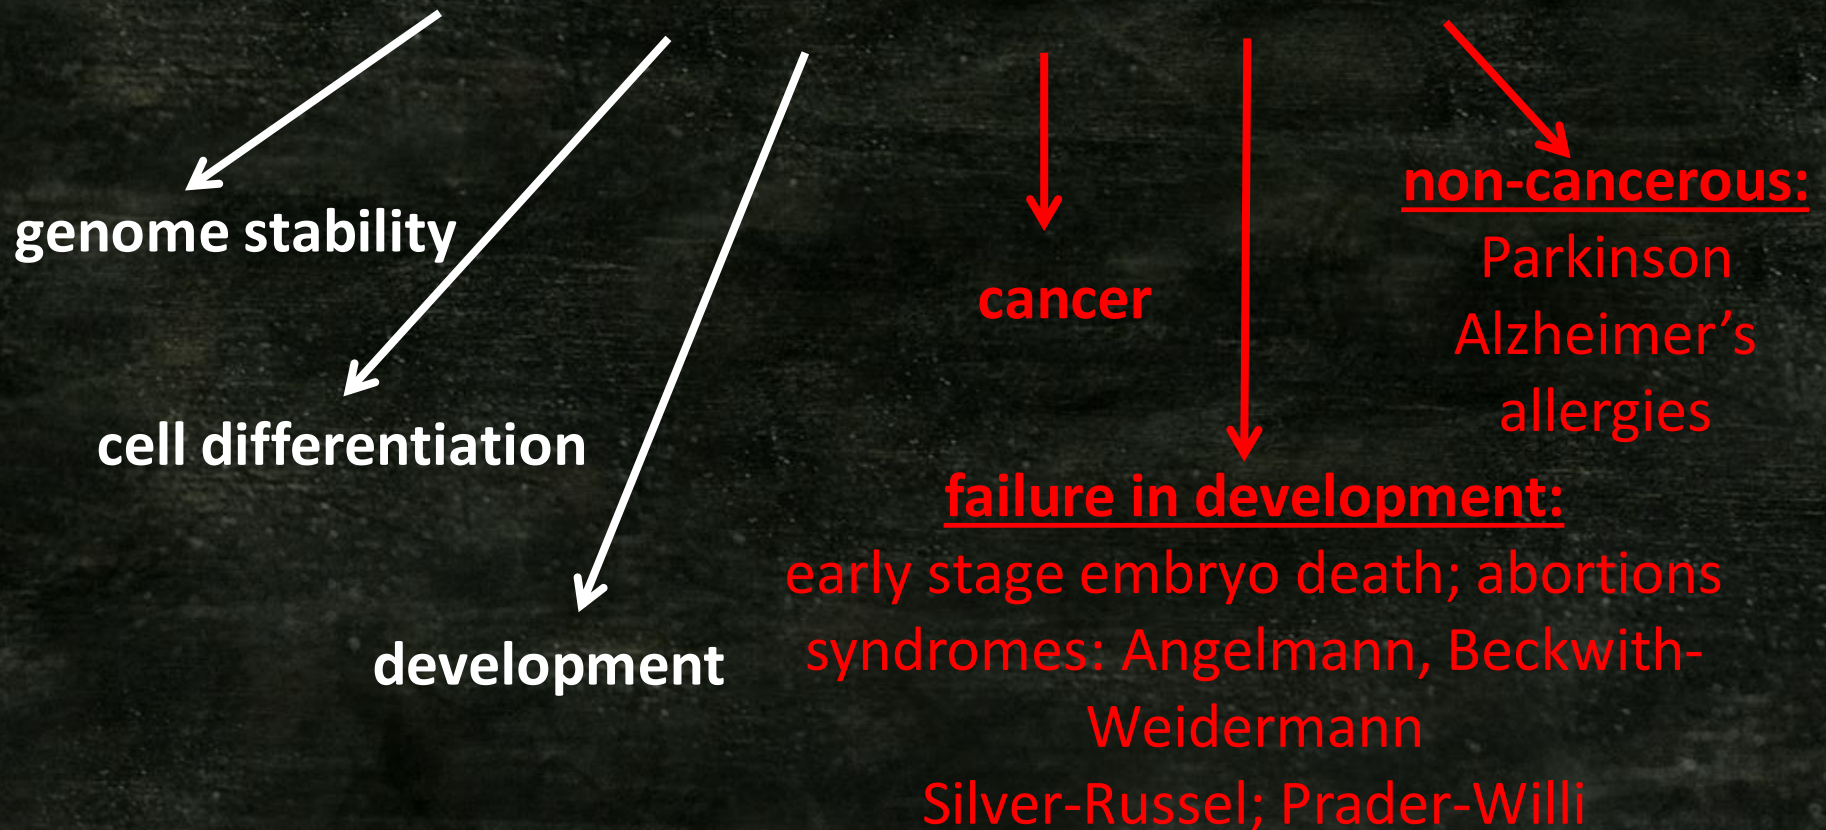 genome stability
cell differentiation
development
cancer
non-cancerous:
Parkinson
Alzheimer’s
allergies
failure in development:
early stage embryo death; abortions
syndromes: Angelmann, Beckwith-
Weidermann
Silver-Russel; Prader-Willi